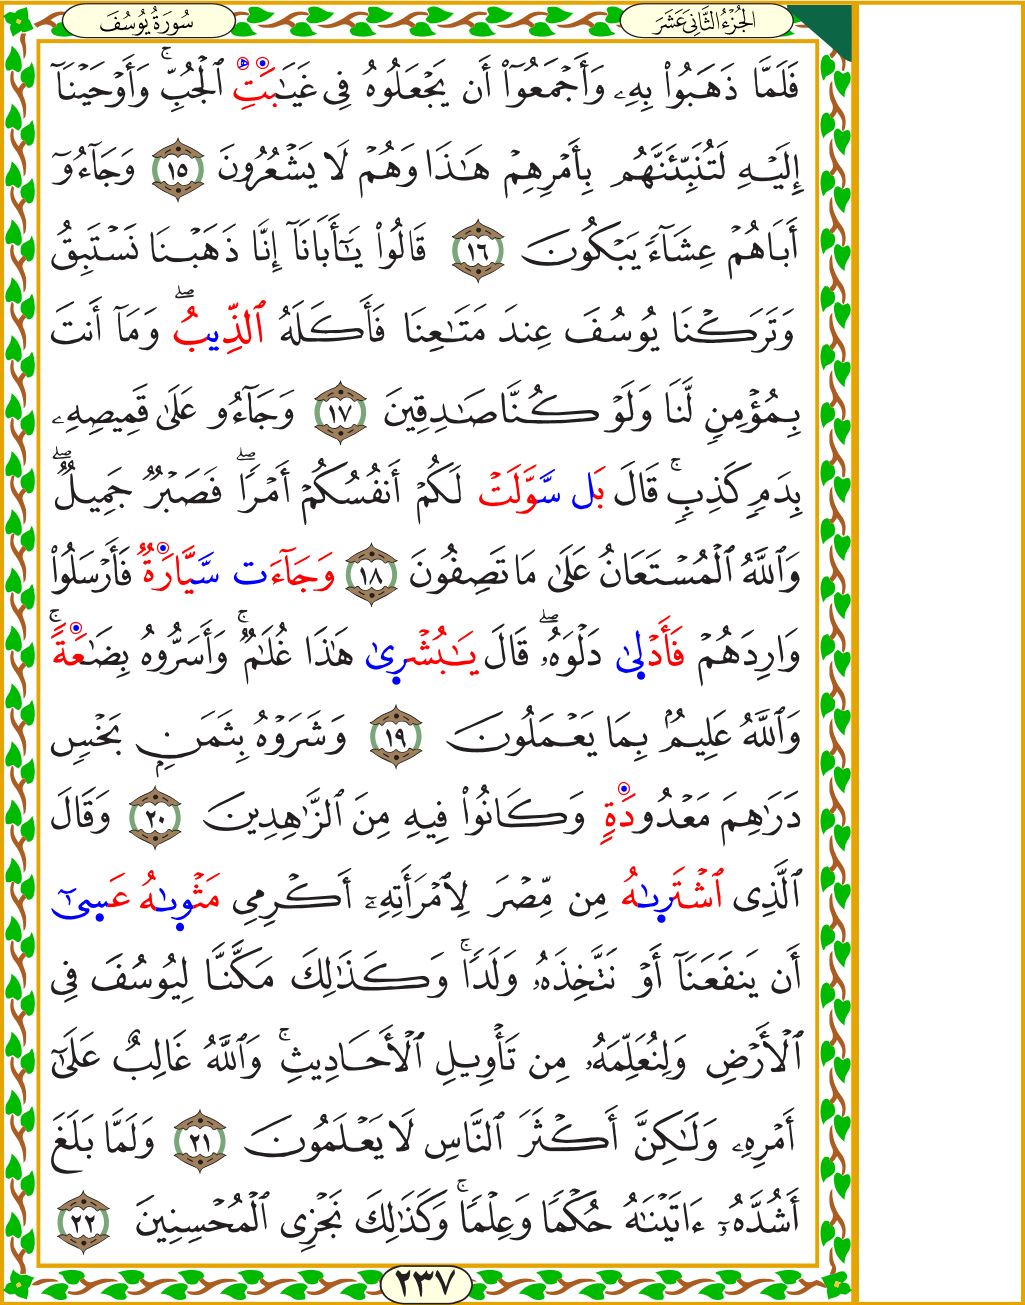 سُورَةُ يُوسُفَ
الجُزْءُ الثَّانِيَ عَشَرَ
فَلَمَّا ذَهَبُوا۟ بِهِۦ وَأَجْمَعُوٓا۟ أَن يَجْعَلُوهُ فِى غَيَـٰبَتِ ٱلْجُبِّ ۚ وَأَوْحَيْنَآ
إِلَيْهِ لَتُنَبِّئَنَّهُم بِأَمْرِهِمْ هَـٰذَا وَهُمْ لَا يَشْعُرُونَ ١٥ وَجَآءُوٓ
أَبَاهُمْ عِشَآءً يَبْكُونَ ١٦ قَالُوا۟ يَـٰٓأَبَانَآ إِنَّا ذَهَبْنَا نَسْتَبِقُ
وَتَرَكْنَا يُوسُفَ عِندَ مَتَـٰعِنَا فَأَكَلَهُ ٱلذِّيبُ ۖ وَمَآ أَنتَ
بِمُؤْمِنٍ لَّنَا وَلَوْ كُنَّا صَـٰدِقِينَ ١٧ وَجَآءُو عَلَىٰ قَمِيصِهِۦ
بِدَمٍ كَذِبٍ ۚ قَالَ بَل سَّوَّلَتْ لَكُمْ أَنفُسُكُمْ أَمْرًا ۖ فَصَبْرٌ جَمِيلٌ ۖ
وَٱللَّهُ ٱلْمُسْتَعَانُ عَلَىٰ مَا تَصِفُونَ ١٨ وَجَآءَت سَّيَّارَةٌ فَأَرْسَلُوا۟
وَارِدَهُمْ فَأَدْلَىٰ دَلْوَهُۥ ۖ قَالَ يَـٰبُشْرَىٰ هَـٰذَا غُلَـٰمٌ ۚ وَأَسَرُّوهُ بِضَـٰعَةً ۚ
وَٱللَّهُ عَلِيمٌۢ بِمَا يَعْمَلُونَ ١٩ وَشَرَوْهُ بِثَمَنٍۭ بَخْسٍ
دَرَٰهِمَ مَعْدُودَةٍ وَكَانُوا۟ فِيهِ مِنَ ٱلزَّٰهِدِينَ ٢٠ وَقَالَ
ٱلَّذِى ٱشْتَرَىٰهُ مِن مِّصْرَ لِٱمْرَأَتِهِۦٓ أَكْرِمِى مَثْوَىٰهُ عَسَىٰٓ
أَن يَنفَعَنَآ أَوْ نَتَّخِذَهُۥ وَلَدًا ۚ وَكَذَٰلِكَ مَكَّنَّا لِيُوسُفَ فِى
ٱلْأَرْضِ وَلِنُعَلِّمَهُۥ مِن تَأْوِيلِ ٱلْأَحَادِيثِ ۚ وَٱللَّهُ غَالِبٌ عَلَىٰٓ
أَمْرِهِۦ وَلَـٰكِنَّ أَكْثَرَ ٱلنَّاسِ لَا يَعْلَمُونَ ٢١ وَلَمَّا بَلَغَ
أَشُدَّهُۥٓ ءَاتَيْنَـٰهُ حُكْمًا وَعِلْمًا ۚ وَكَذَٰلِكَ نَجْزِى ٱلْمُحْسِنِينَ ٢٢
٢٣٧